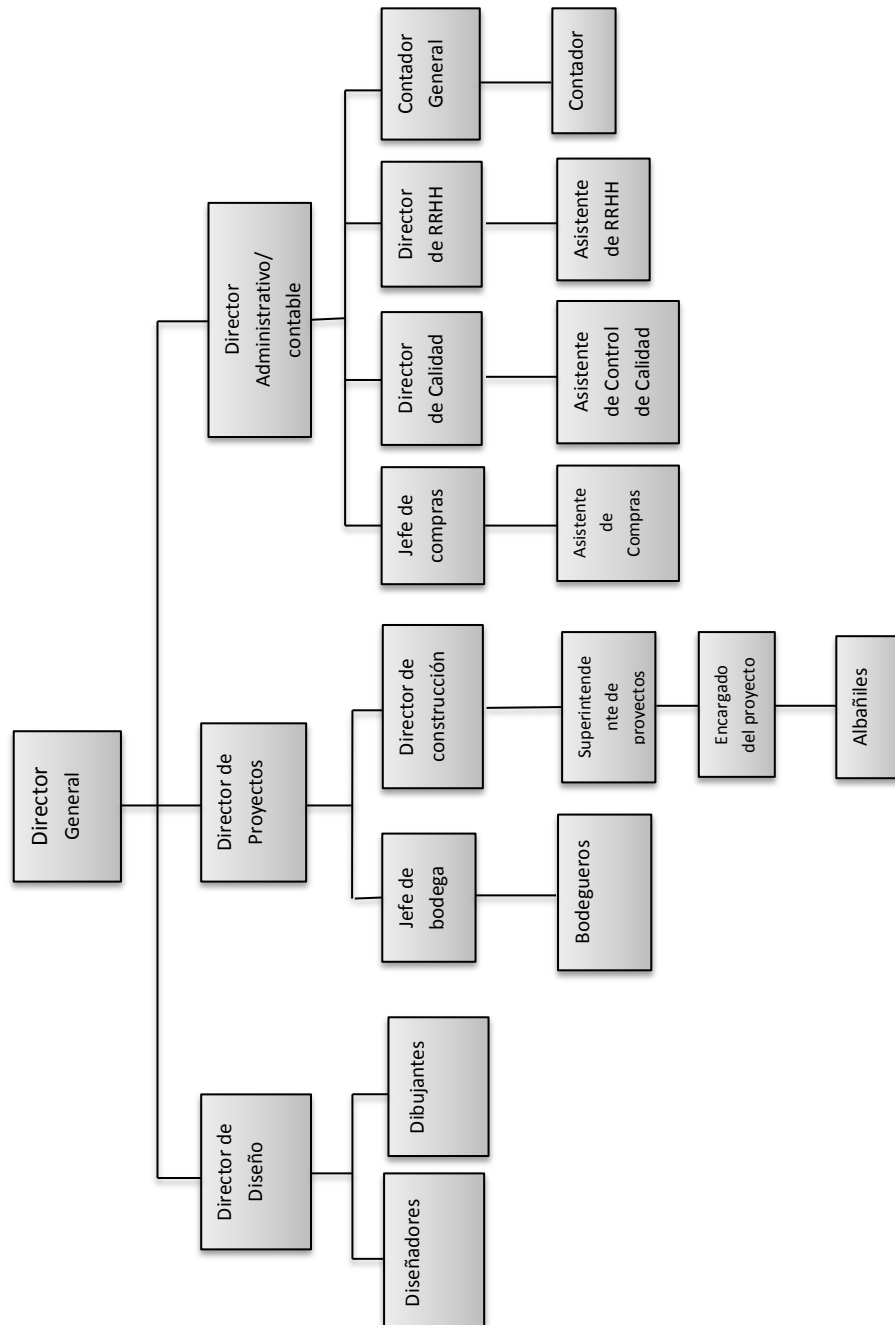 Director
General
Director de
Diseño
Director de
Proyectos
Director
Administrativo/
contable
Diseñadores
Dibujantes
Jefe de
bodega
Director de
construcción
Jefe de
compras
Director
de Calidad
Director
de RRHH
Contador
General
Bodegueros
Superintende
nte de
proyectos
Asistente
de
Compras
Asistente
de Control
de Calidad
Asistente
de RRHH
Contador
Encargado
del proyecto
Albañiles